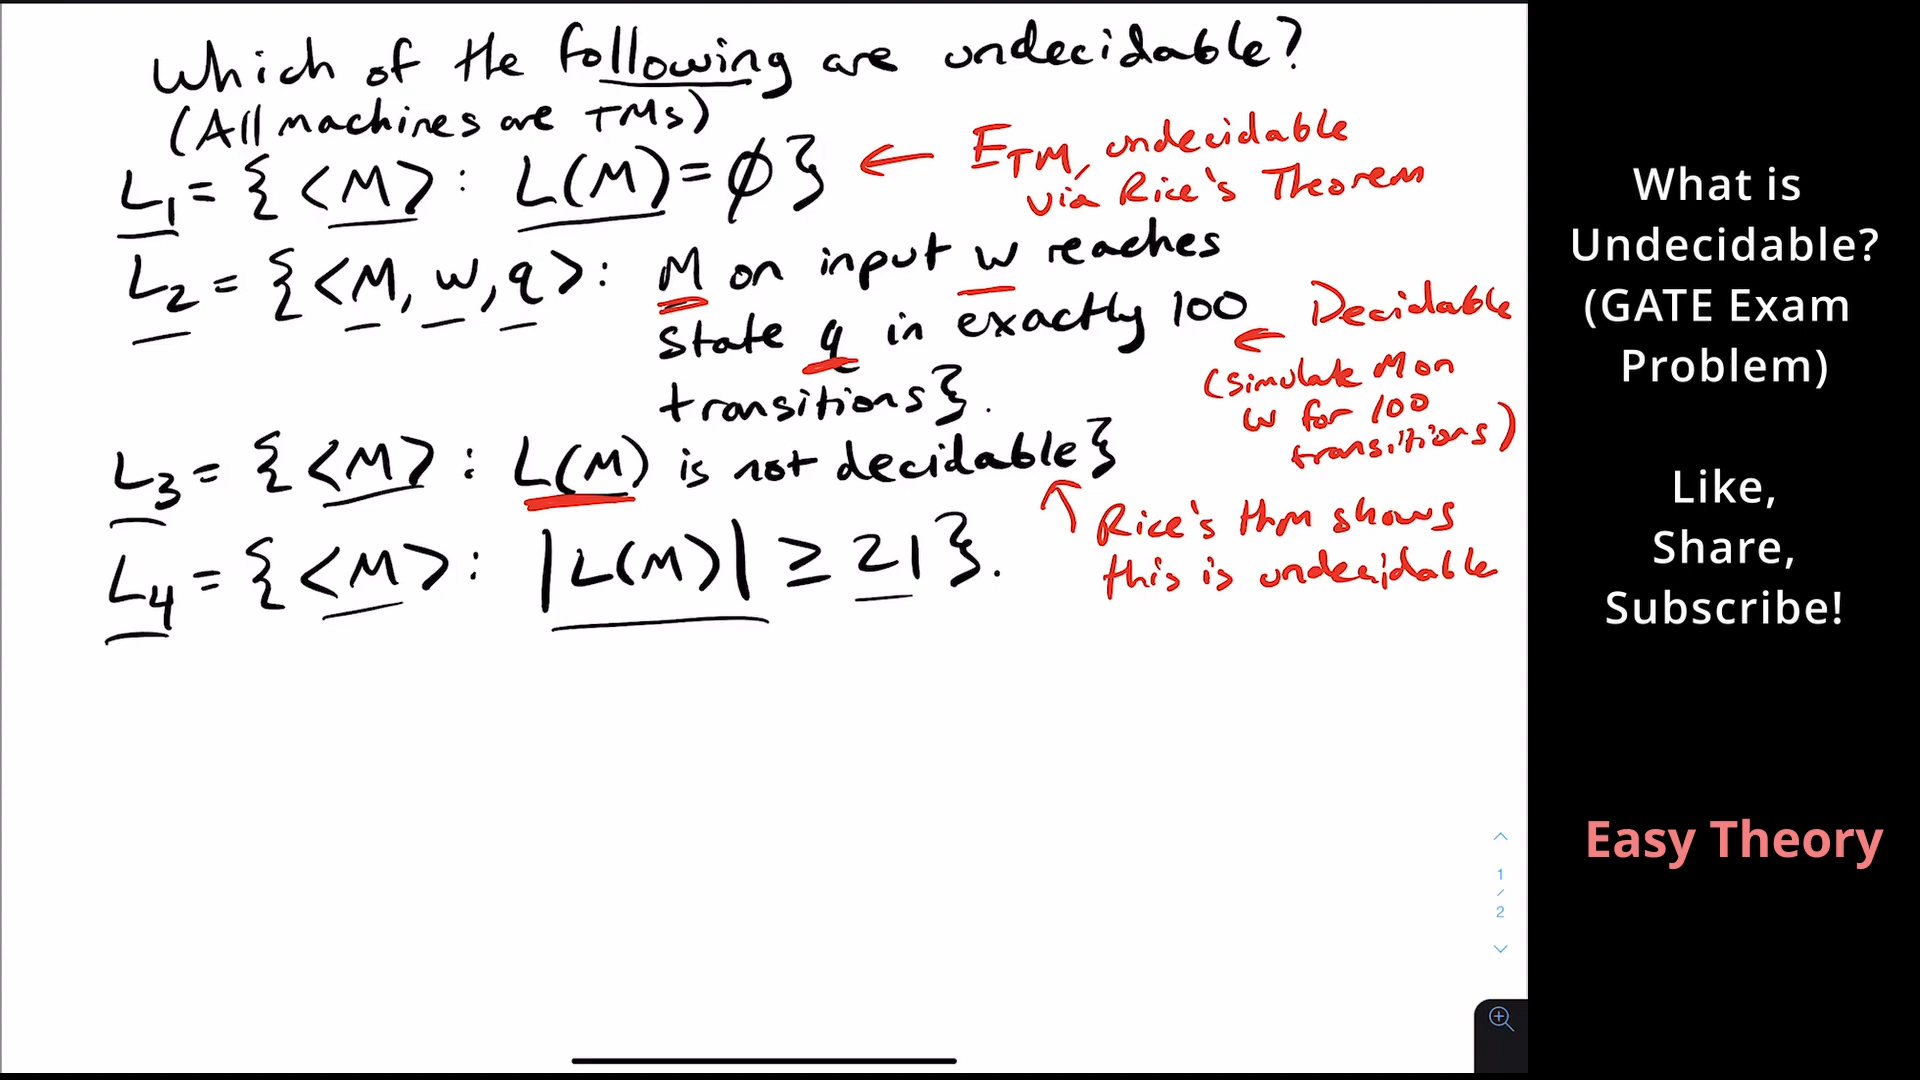 Which of the following are undecidable?
(All machines are TMs)
L1 = { <M> : L(M) = ∅ }
← ETM, undecidable
via Rice's Theorem
L2 = { <M, w, q> : M on input w reaches
state q in exactly 100
transitions }.
← Decidable
(simulate M on
w for 100
transitions)
L3 = { <M> : L(M) is not decidable }
↑ Rice's thm shows
this is undecidable
L4 = { <M> : |L(M)| ≥ 21 }.
What is
Undecidable?
(GATE Exam
Problem)
Like,
Share,
Subscribe!
Easy Theory
1
/
2